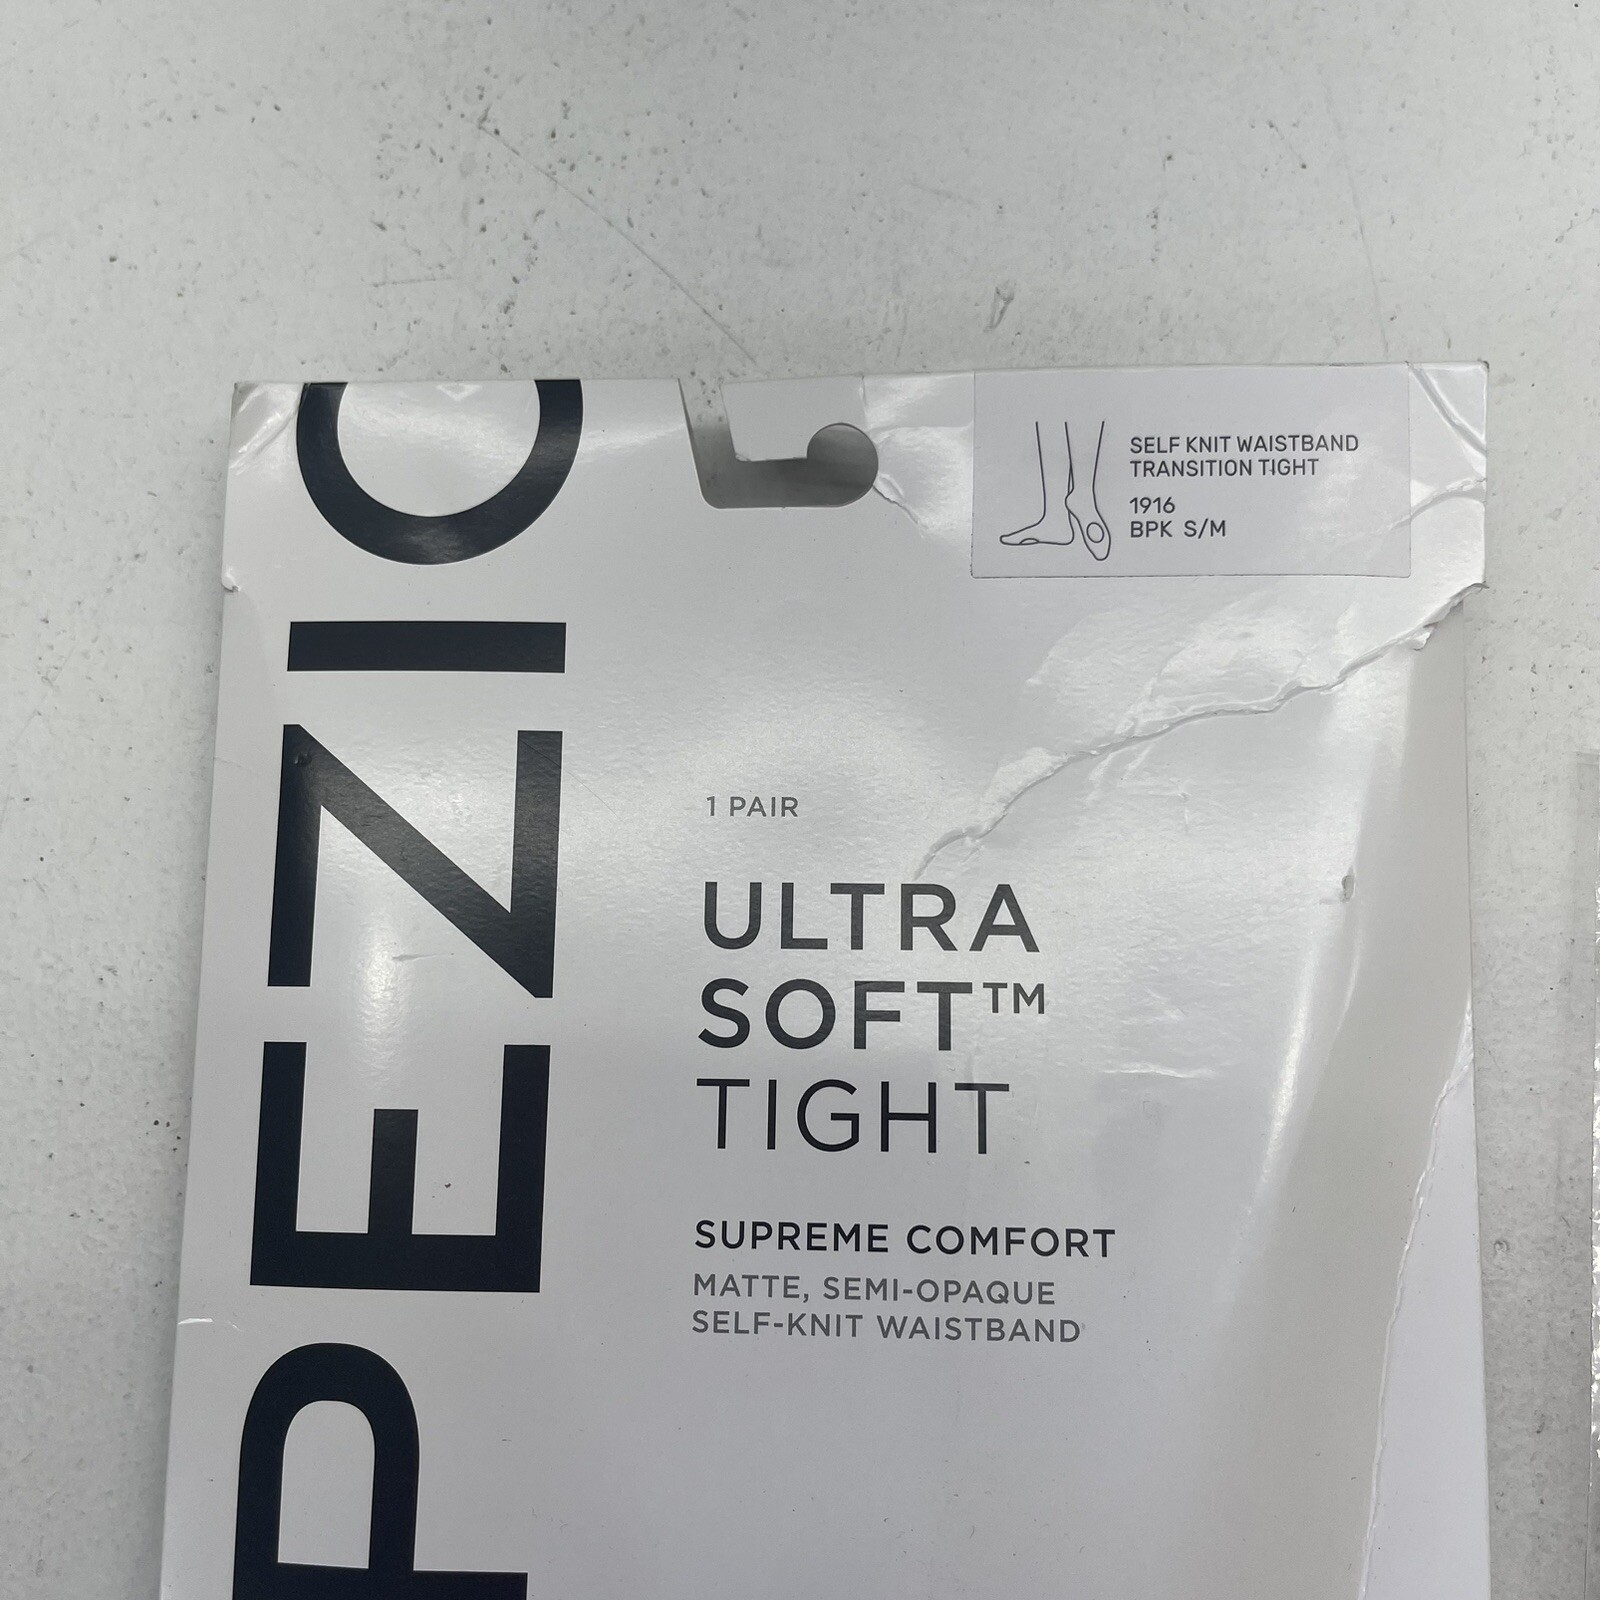 PEZIO
SELF KNIT WAISTBAND
TRANSITION TIGHT
1916
BPK S/M
1 PAIR
ULTRA
SOFT™
TIGHT
SUPREME COMFORT
MATTE, SEMI-OPAQUE
SELF-KNIT WAISTBAND